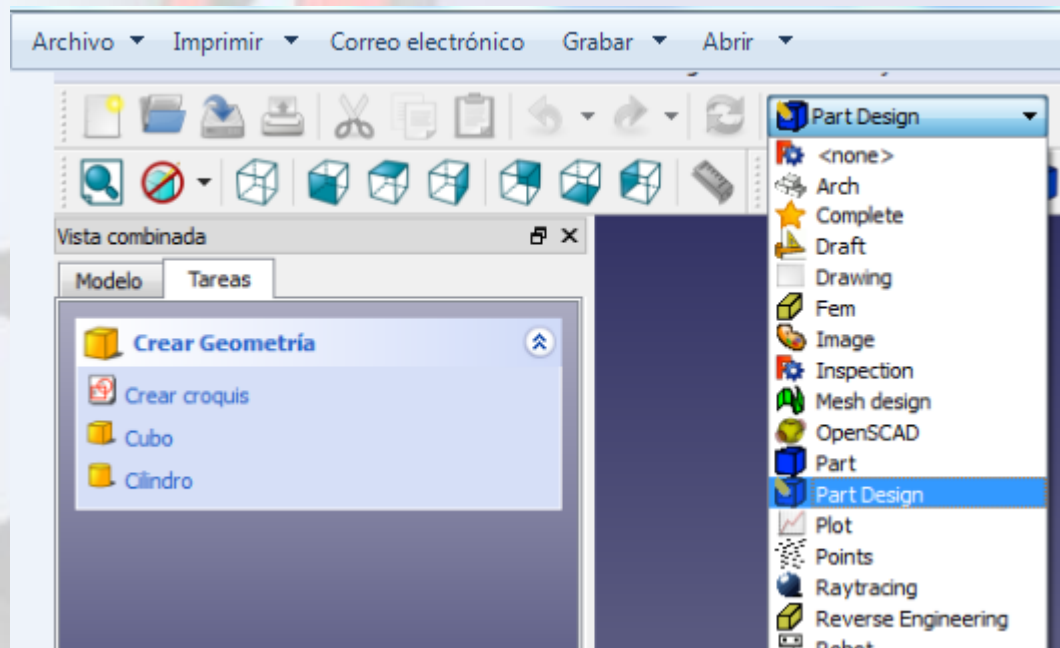 Archivo Imprimir Correo electrónico Grabar Abrir
Part Design
<none>
Arch
Complete
Draft
Drawing
Fem
Image
Inspection
Mesh design
OpenSCAD
Part
Part Design
Plot
Points
Raytracing
Reverse Engineering
Vista combinada
Modelo Tareas
Crear Geometría
Crear croquis
Cubo
Cilindro